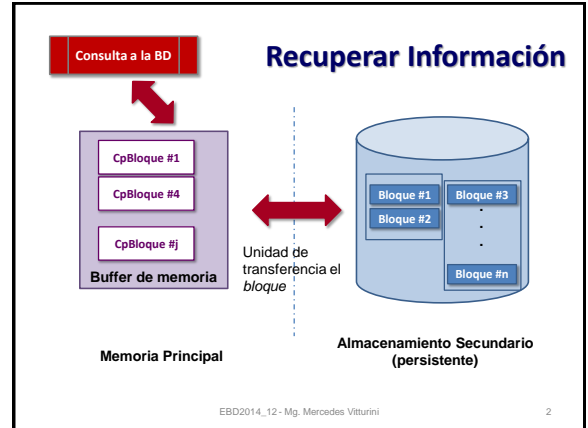 Consulta a la BD
Recuperar Información
CpBloque #1
CpBloque #4
CpBloque #j
Buffer de memoria
Unidad de
transferencia el
bloque
Bloque #1
Bloque #2
Bloque #3
.
.
.
Bloque #n
Memoria Principal
Almacenamiento Secundario
(persistente)
EBD2014_12 - Mg. Mercedes Vitturini
2